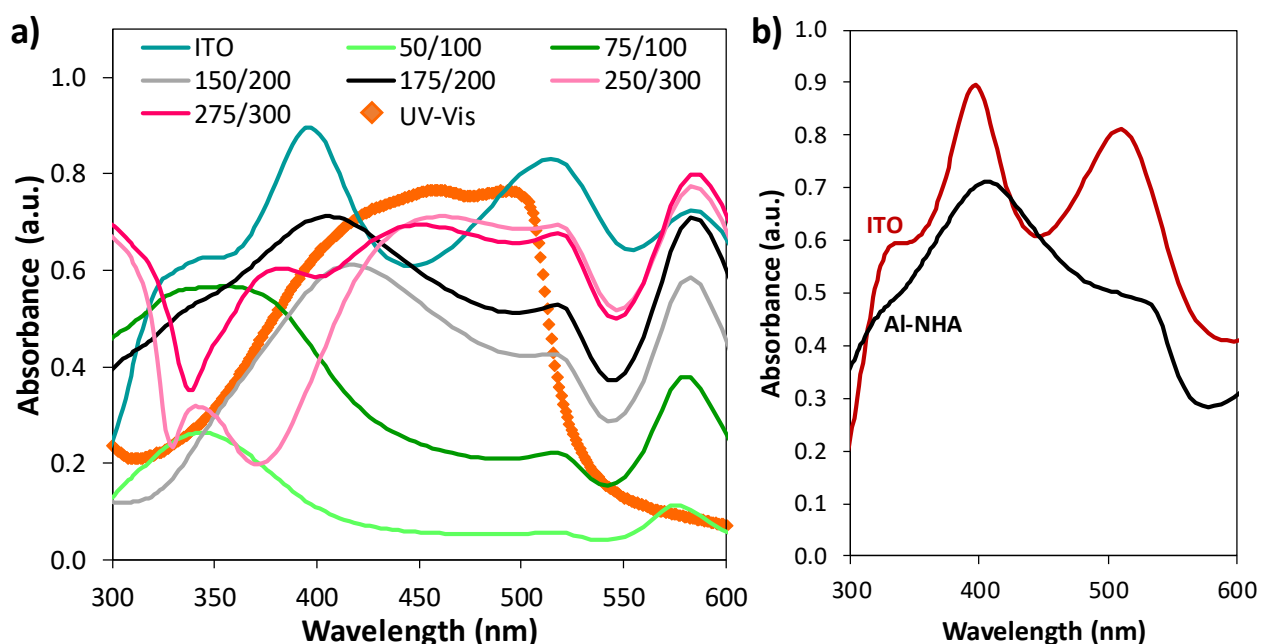 a)
ITO 50/100 75/100
150/200 175/200 250/300
275/300 UV-Vis
Absorbance (a.u.)
1.0
0.8
0.6
0.4
0.2
0.0
300 350 400 450 500 550 600
Wavelength (nm)
b)
Absorbance (a.u.)
1.0
0.9
0.8
0.7
0.6
0.5
0.4
0.3
0.2
0.1
0.0
ITO
Al-NHA
300 400 500 600
Wavelength (nm)